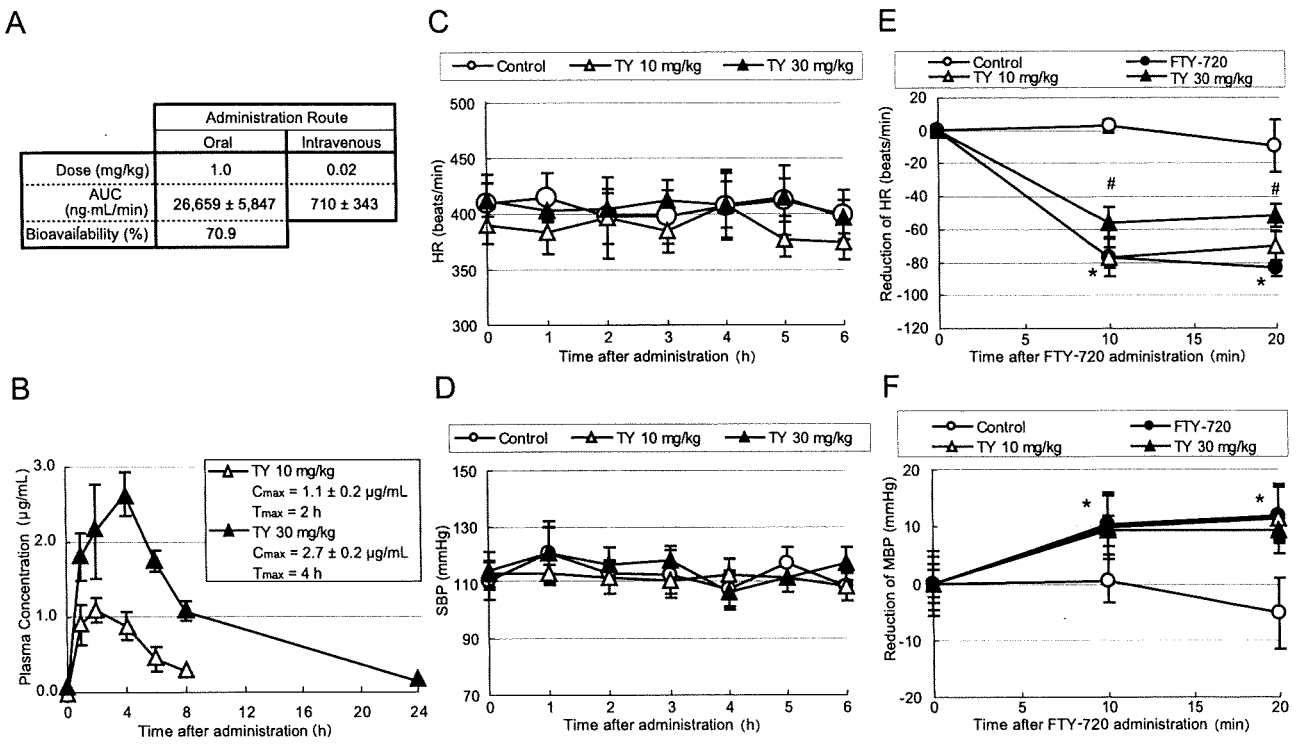 A
Administration Route
Oral
Intravenous
Dose (mg/kg)
1.0
0.02
AUC
(ng·mL/min)
26,659 ± 5,847
710 ± 343
Bioavailability (%)
70.9
B
Plasma Concentration (μg/mL)
3.0
2.0
1.0
0.0
TY 10 mg/kg
Cmax = 1.1 ± 0.2 μg/mL
Tmax = 2 h
TY 30 mg/kg
Cmax = 2.7 ± 0.2 μg/mL
Tmax = 4 h
0 4 8 12 16 20 24
Time after administration (h)
C
Control TY 10 mg/kg TY 30 mg/kg
HR (beats/min)
500
450
400
350
300
0 1 2 3 4 5 6
Time after administration (h)
D
Control TY 10 mg/kg TY 30 mg/kg
SBP (mmHg)
150
130
110
90
70
0 1 2 3 4 5 6
Time after administration (h)
E
Control FTY-720
TY 10 mg/kg TY 30 mg/kg
Reduction of HR (beats/min)
20
0
-20
-40
-60
-80
-100
-120
# #
* *
0 5 10 15 20
Time after FTY-720 administration (min)
F
Control FTY-720
TY 10 mg/kg TY 30 mg/kg
Reduction of MBP (mmHg)
20
10
0
-10
-20
* *
0 5 10 15 20
Time after FTY-720 administration (min)